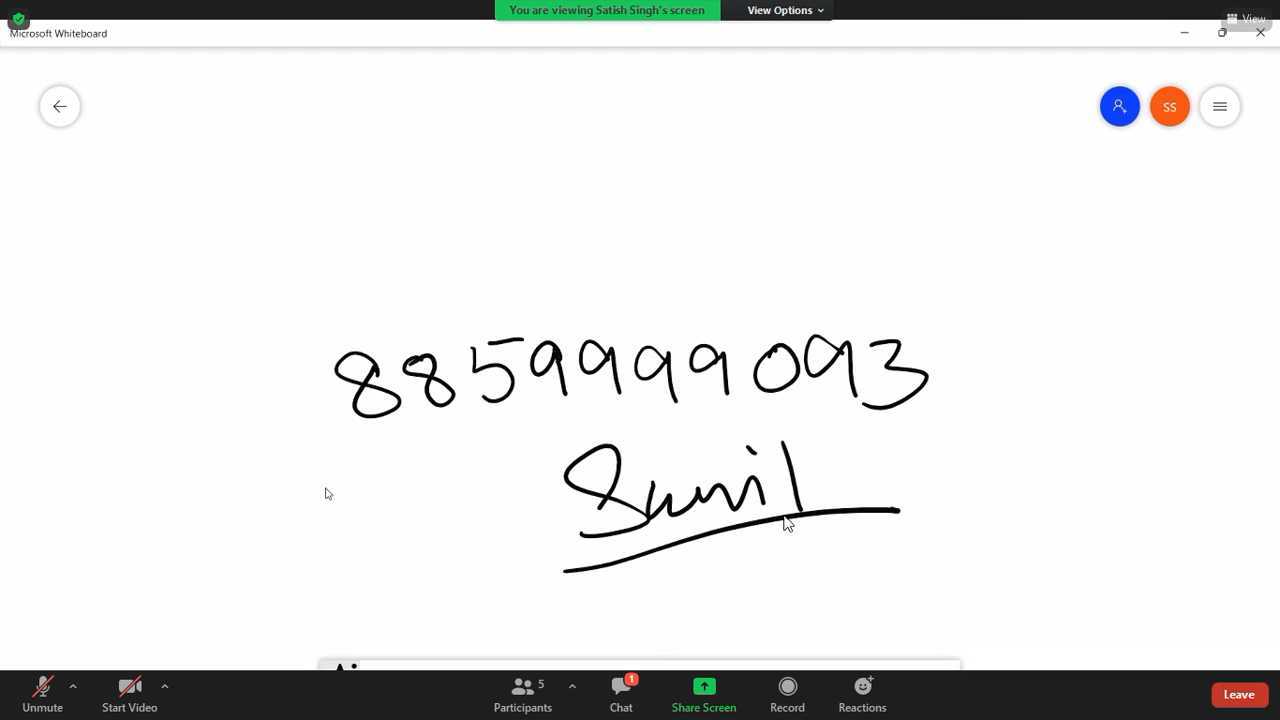 You are viewing Satish Singh's screen
View Options
View
Microsoft Whiteboard
SS
8859999093
Sunil
Unmute
Start Video
5
Participants
1
Chat
Share Screen
Record
Reactions
Leave